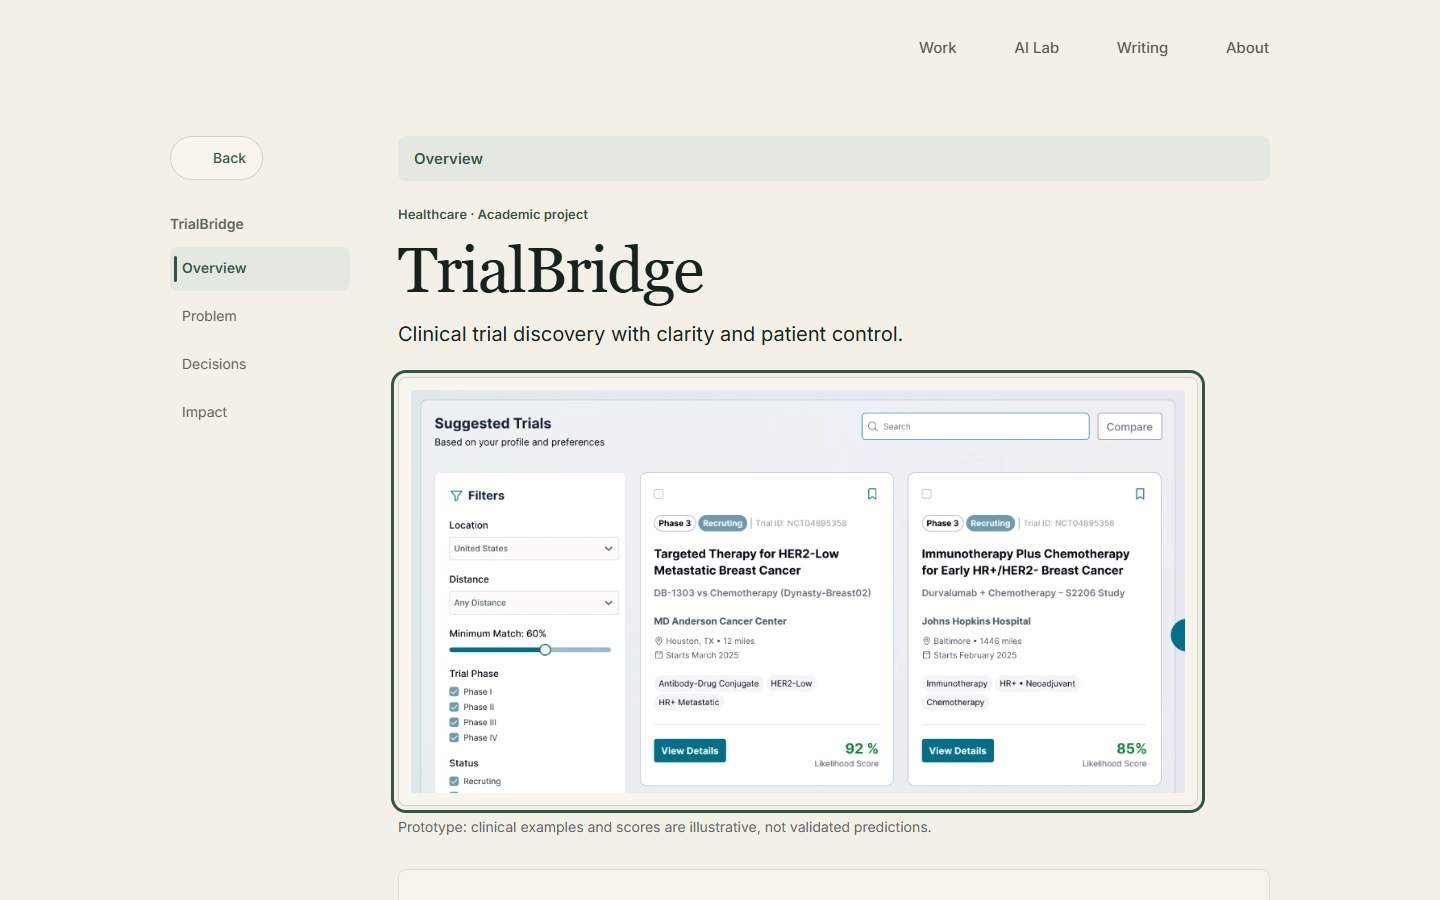 Work
AI Lab
Writing
About
Back
TrialBridge
Overview
Problem
Decisions
Impact
Overview
Healthcare · Academic project
TrialBridge
Clinical trial discovery with clarity and patient control.
Suggested Trials
Based on your profile and preferences
Search
Compare
Filters
Location
United States
Distance
Any Distance
Minimum Match: 60%
Trial Phase
Phase I
Phase II
Phase III
Phase IV
Status
Recruting
Phase 3 Recruting | Trial ID: NCT04895358
Targeted Therapy for HER2-Low
Metastatic Breast Cancer
DB-1303 vs Chemotherapy (Dynasty-Breast02)
MD Anderson Cancer Center
Houston, TX • 12 miles
Starts March 2025
Antibody-Drug Conjugate HER2-Low
HR+ Metastatic
View Details
92 %
Likelihood Score
Phase 3 Recruting | Trial ID: NCT04895358
Immunotherapy Plus Chemotherapy
for Early HR+/HER2- Breast Cancer
Durvalumab + Chemotherapy – S2206 Study
Johns Hopkins Hospital
Baltimore • 1446 miles
Starts February 2025
Immunotherapy HR+ • Neoadjuvant
Chemotherapy
View Details
85%
Likelihood Score
Prototype: clinical examples and scores are illustrative, not validated predictions.